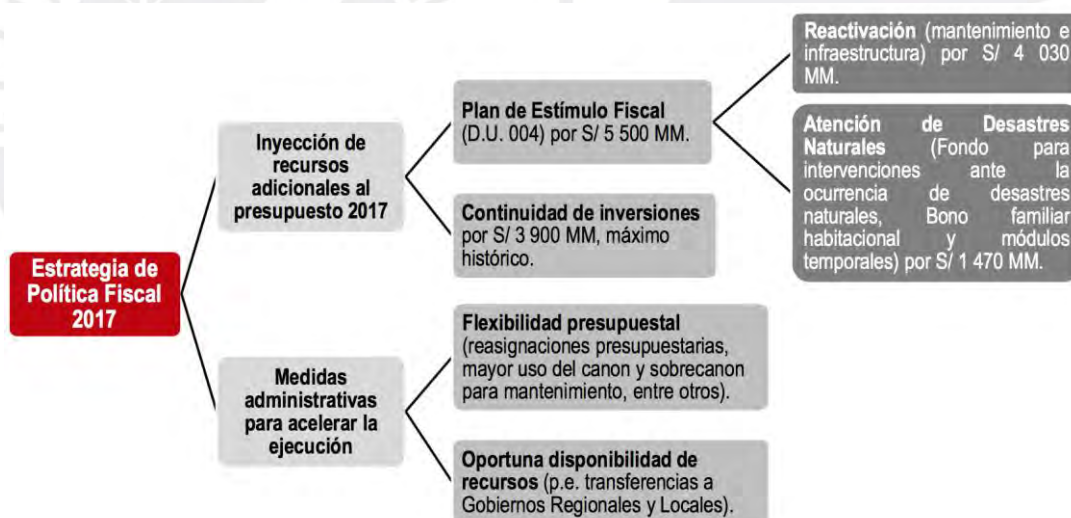 Estrategia de
Política Fiscal
2017
Inyección de
recursos
adicionales al
presupuesto 2017
Plan de Estímulo Fiscal
(D.U. 004) por S/ 5 500 MM.
Reactivación (mantenimiento e
infraestructura) por S/ 4 030
MM.
Atención de Desastres
Naturales (Fondo para
intervenciones ante la
ocurrencia de desastres
naturales, Bono familiar
habitacional y módulos
temporales) por S/ 1 470 MM.
Continuidad de inversiones
por S/ 3 900 MM, máximo
histórico.
Medidas
administrativas
para acelerar la
ejecución
Flexibilidad presupuestal
(reasignaciones presupuestarias,
mayor uso del canon y sobrecanon
para mantenimiento, entre otros).
Oportuna disponibilidad de
recursos (p.e. transferencias a
Gobiernos Regionales y Locales).